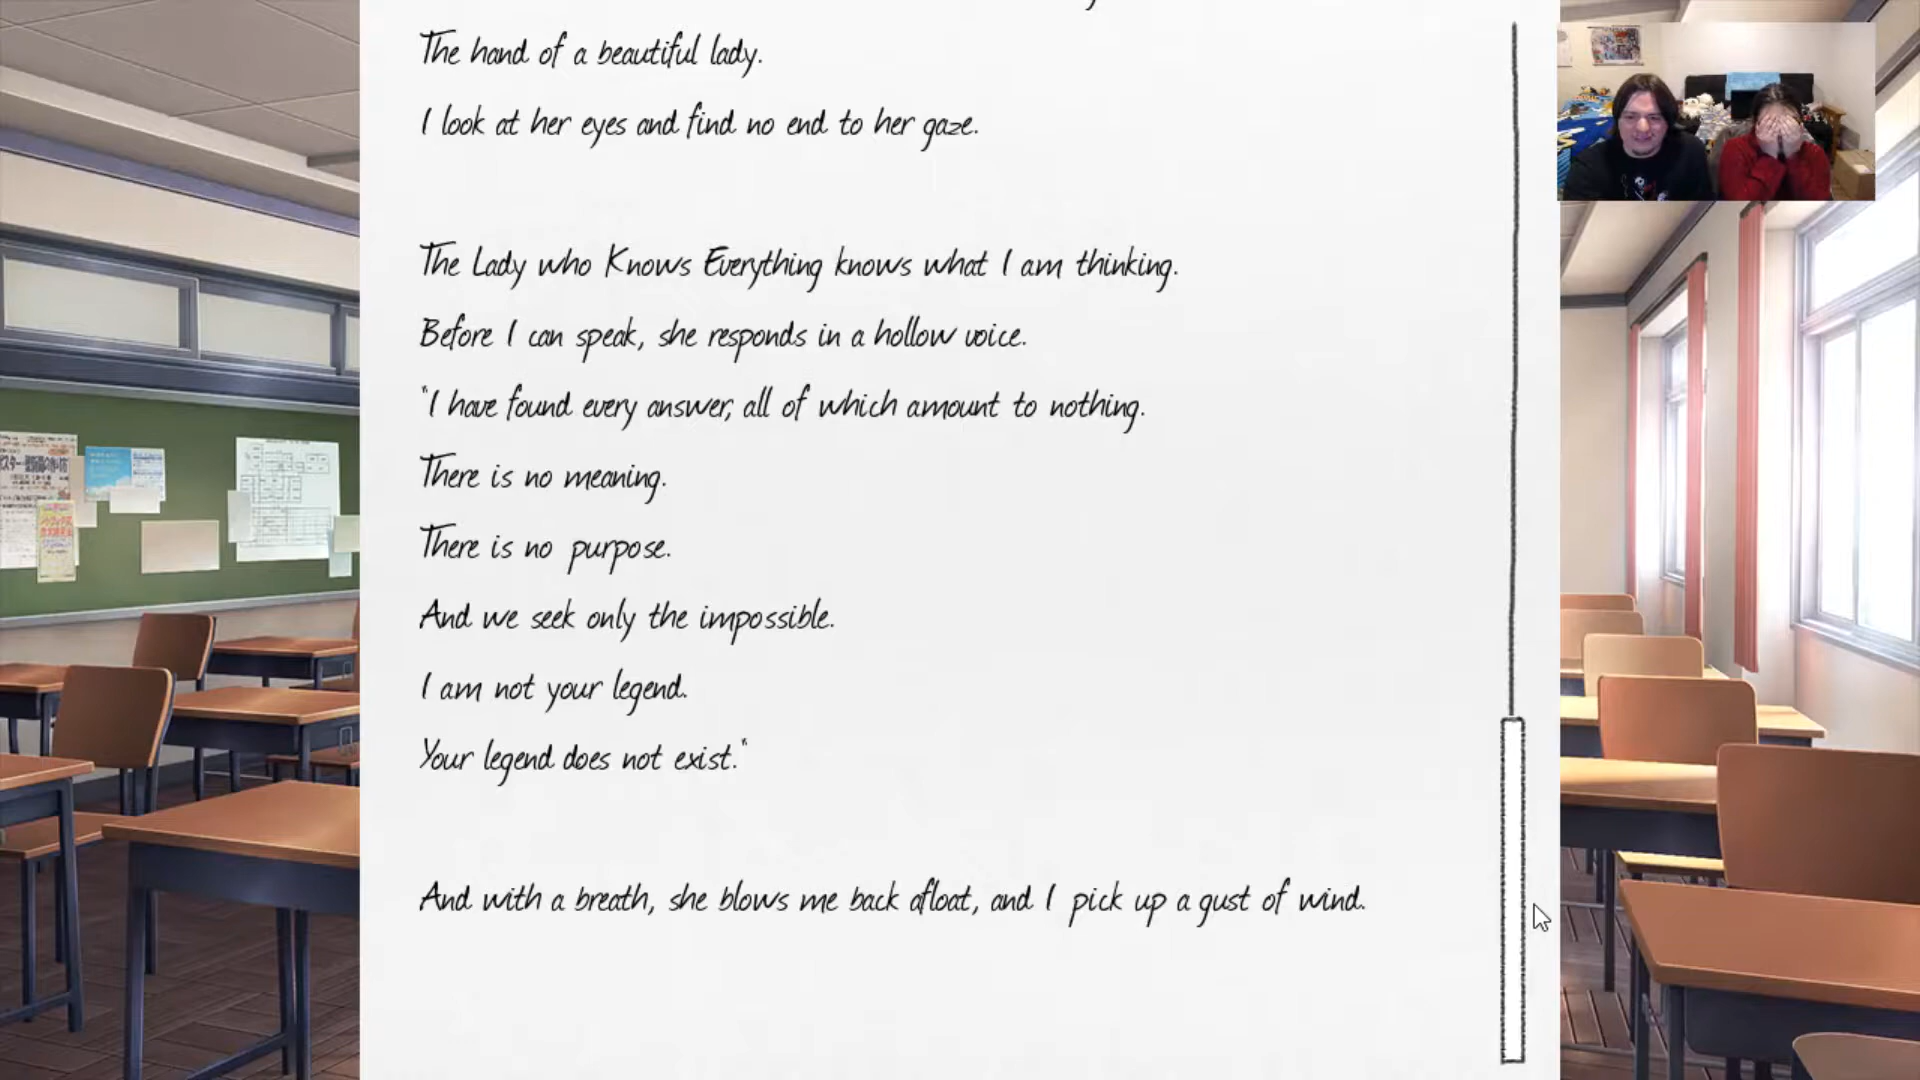 The hand of a beautiful lady.
I look at her eyes and find no end to her gaze.
The Lady who Knows Everything knows what I am thinking.
Before I can speak, she responds in a hollow voice.
"I have found every answer, all of which amount to nothing.
There is no meaning.
There is no purpose.
And we seek only the impossible.
I am not your legend.
Your legend does not exist."
And with a breath, she blows me back afloat, and I pick up a gust of wind.